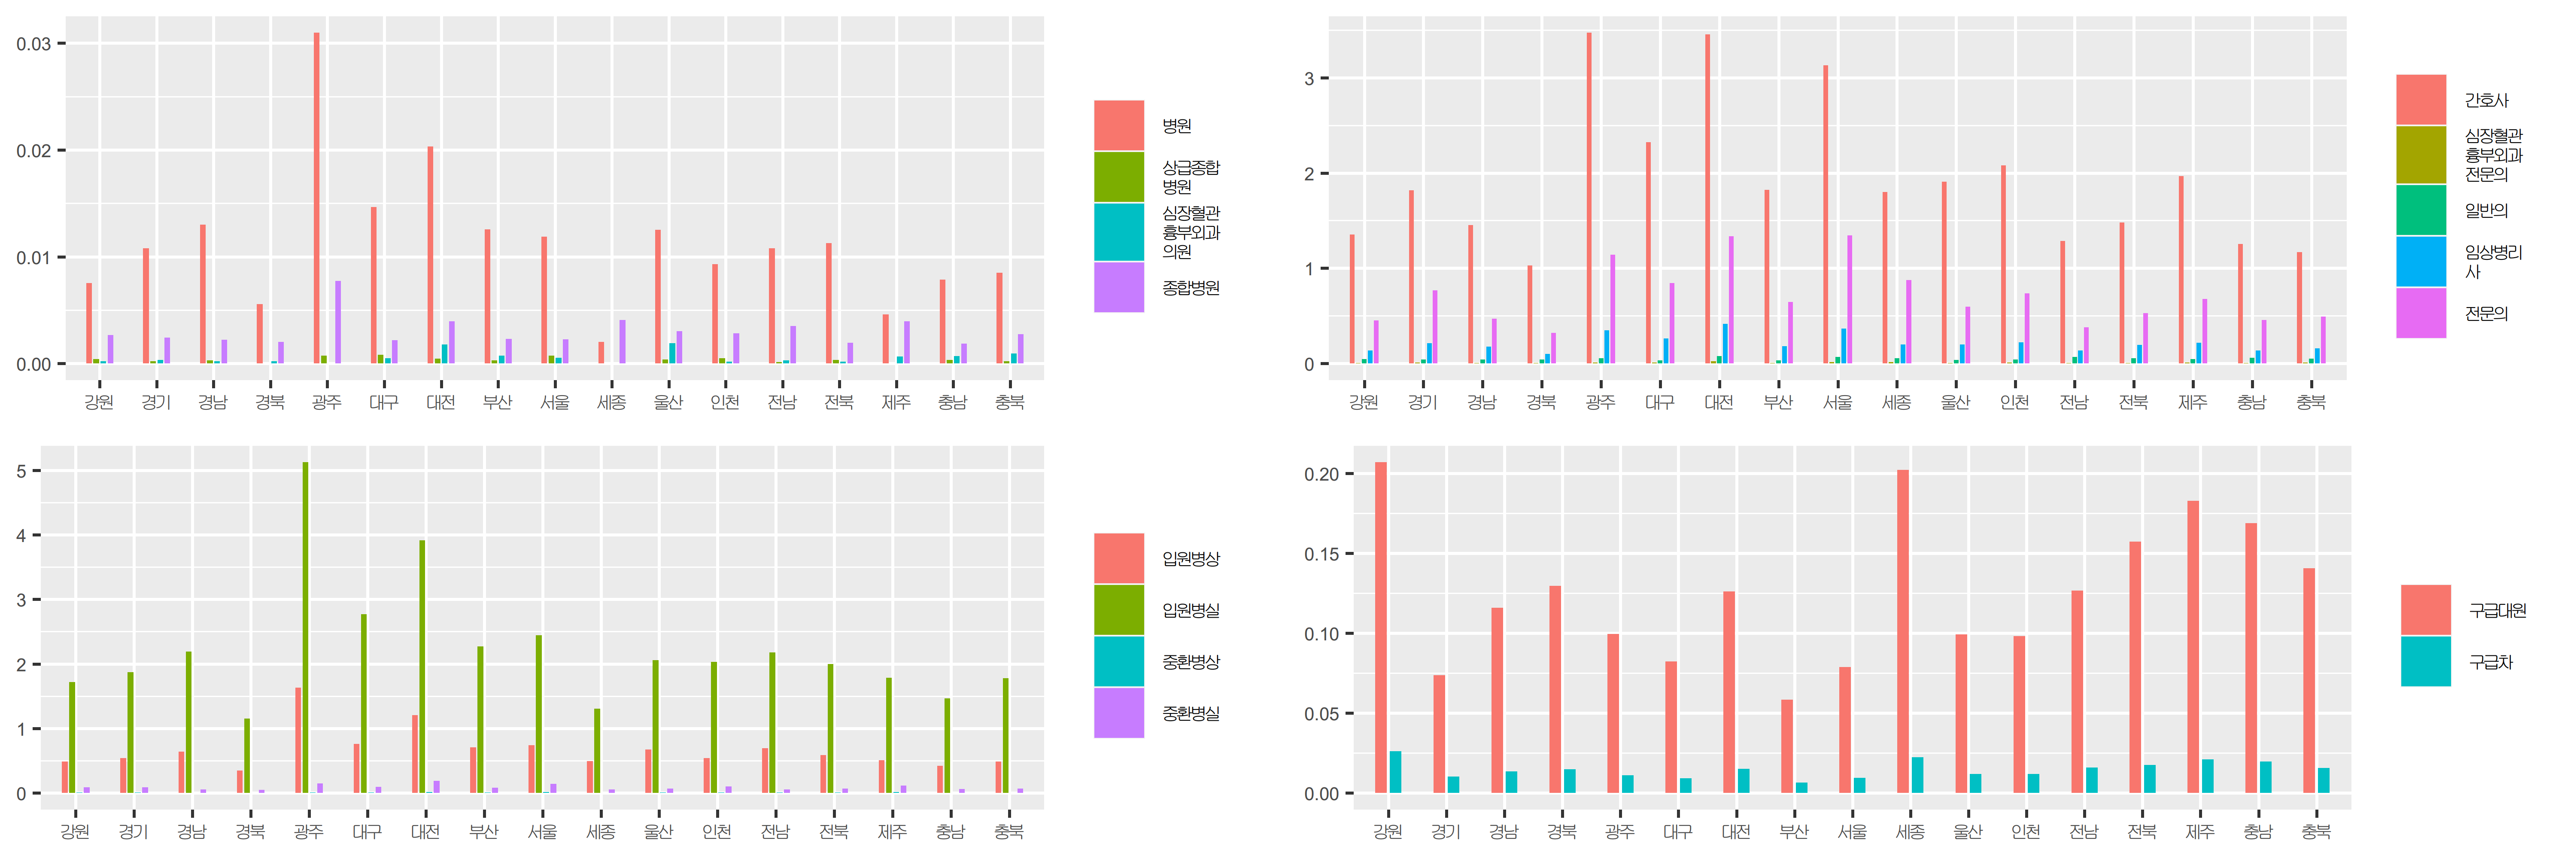 0.03
0.02
0.01
0.00
강원 경기 경남 경북 광주 대구 대전 부산 서울 세종 울산 인천 전남 전북 제주 충남 충북
병원
상급종합
병원
심장혈관
흉부외과
의원
종합병원
3
2
1
0
강원 경기 경남 경북 광주 대구 대전 부산 서울 세종 울산 인천 전남 전북 제주 충남 충북
간호사
심장혈관
흉부외과
전문의
일반의
임상병리
사
전문의
5
4
3
2
1
0
강원 경기 경남 경북 광주 대구 대전 부산 서울 세종 울산 인천 전남 전북 제주 충남 충북
입원병상
입원병실
중환병상
중환병실
0.20
0.15
0.10
0.05
0.00
강원 경기 경남 경북 광주 대구 대전 부산 서울 세종 울산 인천 전남 전북 제주 충남 충북
구급대원
구급차